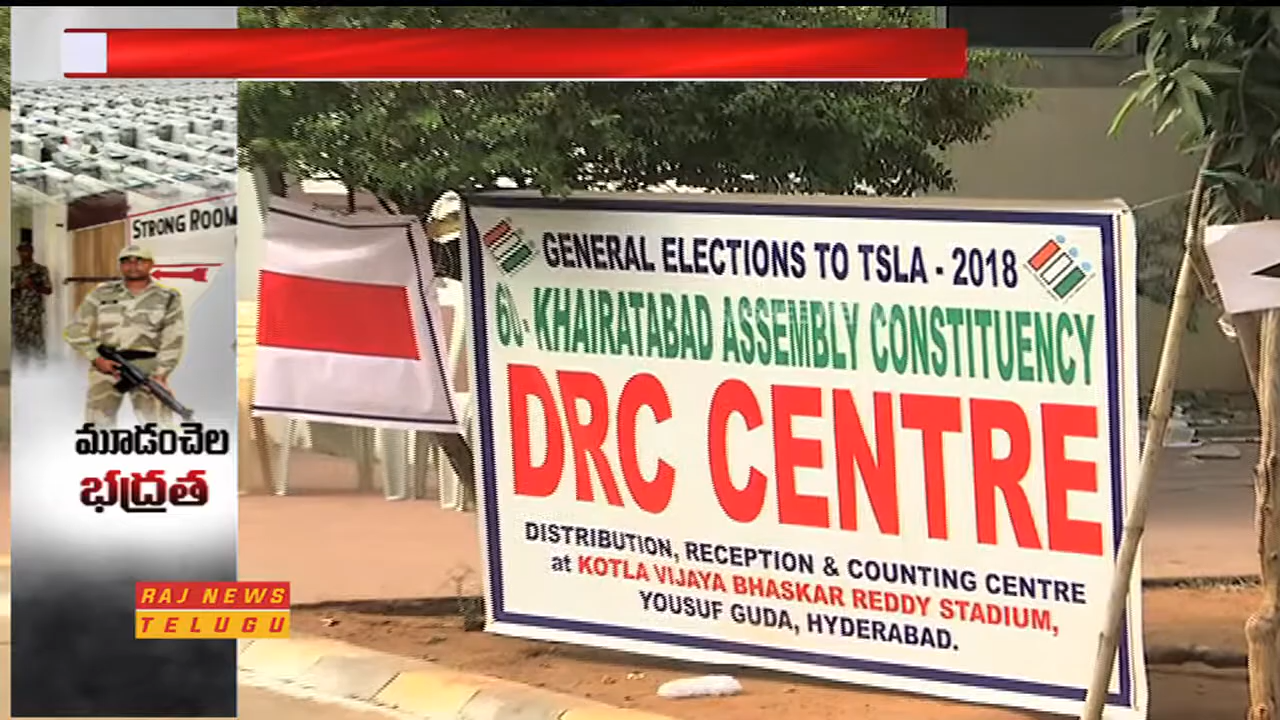 STRONG ROOM
మూడంచెల
భద్రత
RAJ NEWS
TELUGU
GENERAL ELECTIONS TO TSLA - 2018
60. KHAIRATABAD ASSEMBLY CONSTITUENCY
DRC CENTRE
DISTRIBUTION, RECEPTION & COUNTING CENTRE
at KOTLA VIJAYA BHASKAR REDDY STADIUM,
YOUSUF GUDA, HYDERABAD.